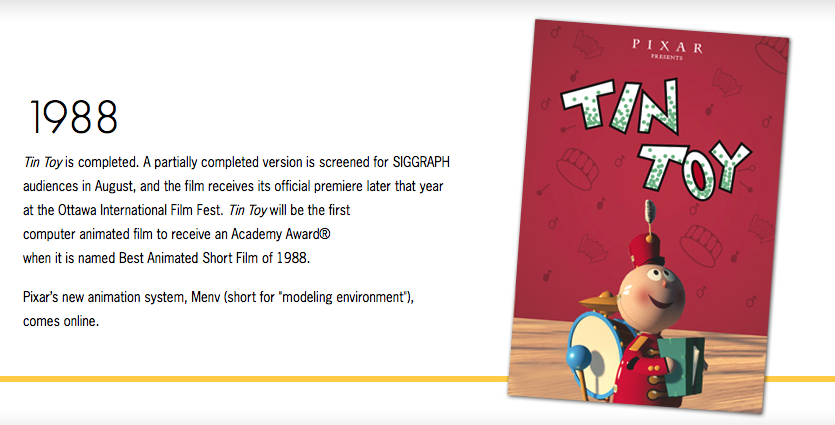 1988
Tin Toy is completed. A partially completed version is screened for SIGGRAPH
audiences in August, and the film receives its official premiere later that year
at the Ottawa International Film Fest. Tin Toy will be the first
computer animated film to receive an Academy Award®
when it is named Best Animated Short Film of 1988.
Pixar's new animation system, Menv (short for "modeling environment"),
comes online.
PIXAR
PRESENTS
TIN
TOY